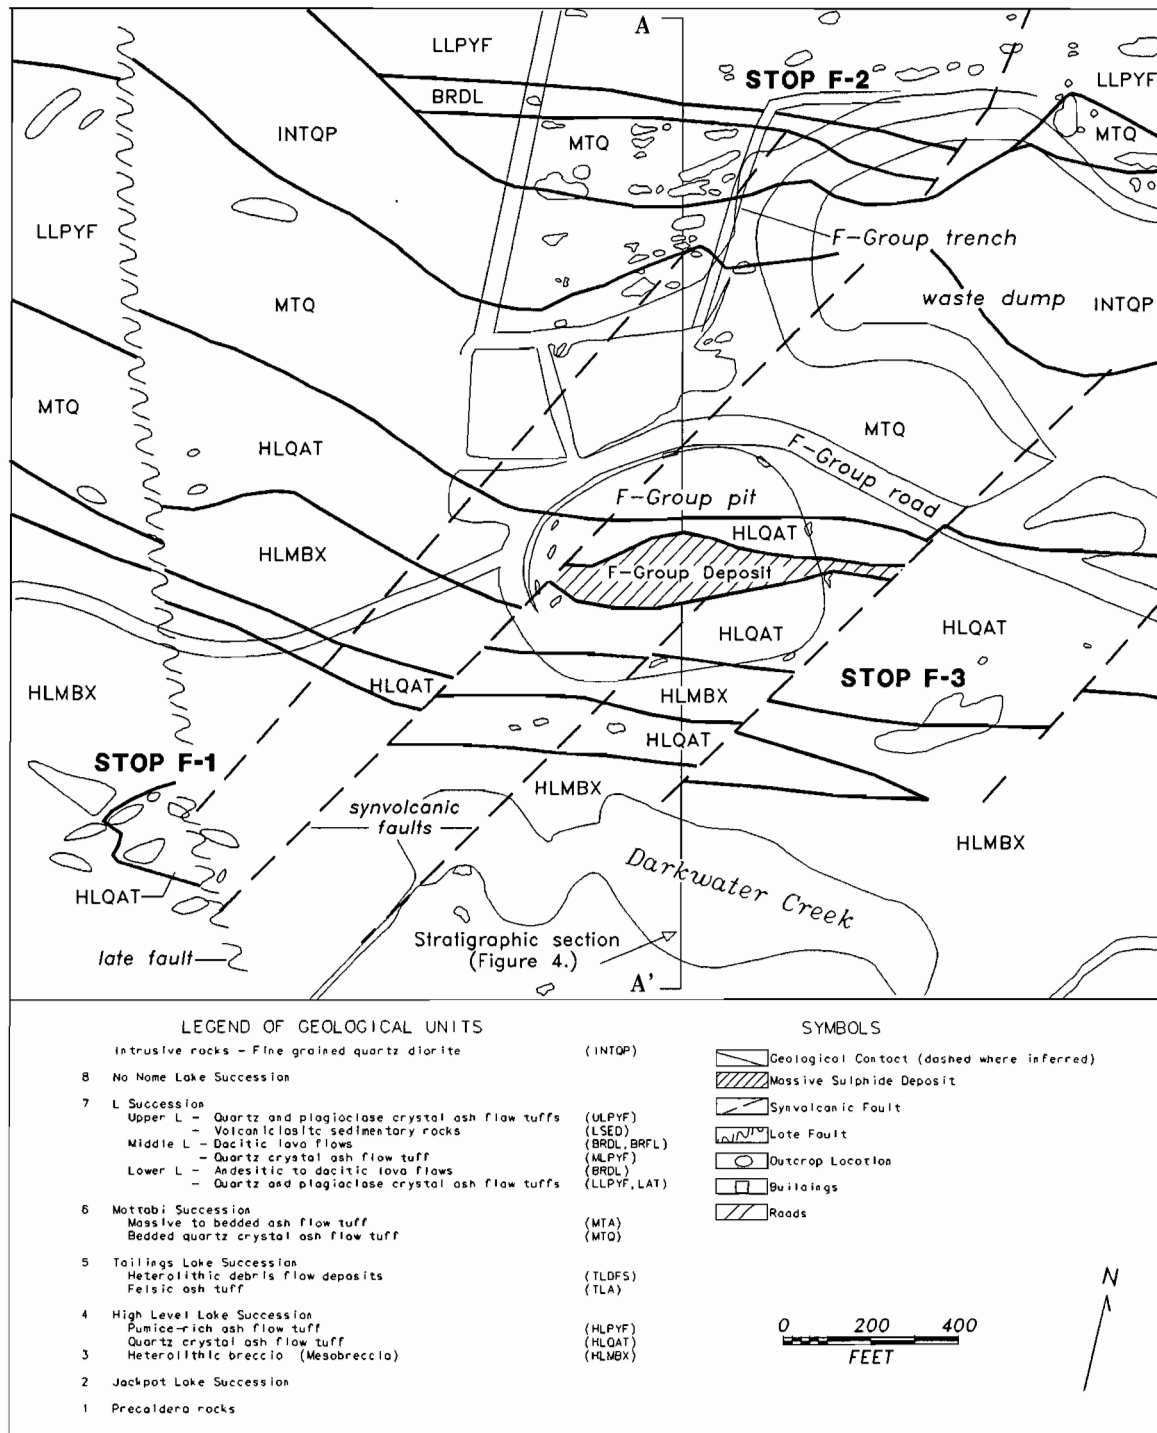 A
LLPYF
STOP F-2
LLPYF
BRDL
INTQP
MTQ
MTQ
LLPYF
F-Group trench
MTQ
waste dump
INTQP
MTQ
MTQ
HLQAT
F-Group road
F-Group pit
HLQAT
HLMBX
F-Group Deposit
HLQAT
HLQAT
HLMBX
HLQAT
HLMBX
STOP F-3
HLQAT
STOP F-1
HLMBX
synvolcanic
faults
HLMBX
Darkwater Creek
HLQAT
Stratigraphic section
(Figure 4.)
late fault
A'
LEGEND OF GEOLOGICAL UNITS
Intrusive rocks - Fine grained quartz diorite (INTQP)
8 No Name Lake Succession
7 L Succession
Upper L - Quartz and plagioclase crystal ash flow tuffs (ULPYF)
- Volcaniclasitc sedimentary rocks (LSED)
Middle L - Dacitic lava flows (BRDL, BRFL)
- Quartz crystal ash flow tuff (MLPYF)
Lower L - Andesitic to dacitic lava flows (BRDL)
- Quartz and plagioclase crystal ash flow tuffs (LLPYF, LAT)
6 Mattabi Succession
Massive to bedded ash flow tuff (MTA)
Bedded quartz crystal ash flow tuff (MTQ)
5 Tailings Lake Succession
Heterolithic debris flow deposits (TLDFS)
Felsic ash tuff (TLA)
4 High Level Lake Succession
Pumice-rich ash flow tuff (HLPYF)
Quartz crystal ash flow tuff (HLQAT)
3 Heterolithic breccia (Mesobreccia) (HLMBX)
2 Jackpot Lake Succession
1 Precaldera rocks
SYMBOLS
Geological Contact (dashed where inferred)
Massive Sulphide Deposit
Synvolcanic Fault
Late Fault
Outcrop Location
Buildings
Roads
N
0 200 400
FEET